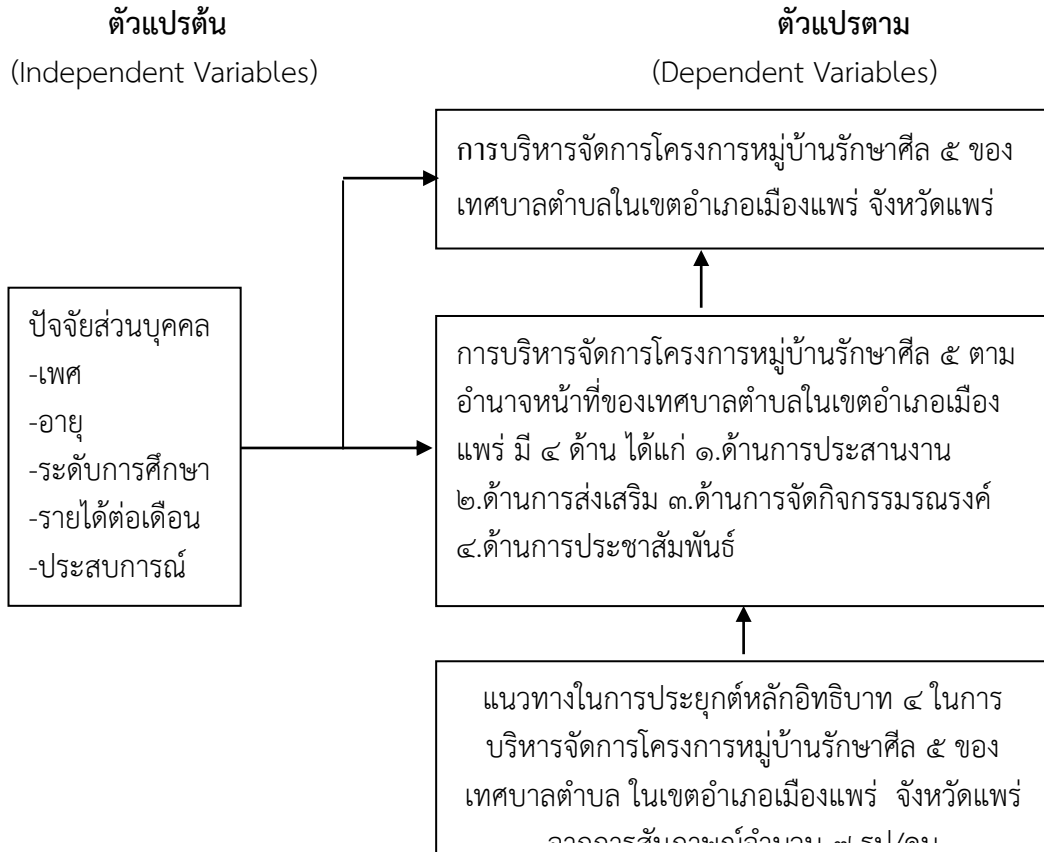 ตัวแปรต้น
(Independent Variables)
ตัวแปรตาม
(Dependent Variables)
การบริหารจัดการโครงการหมู่บ้านรักษาศีล ๕ ของ
เทศบาลตำบลในเขตอำเภอเมืองแพร่ จังหวัดแพร่
ปัจจัยส่วนบุคคล
-เพศ
-อายุ
-ระดับการศึกษา
-รายได้ต่อเดือน
-ประสบการณ์
การบริหารจัดการโครงการหมู่บ้านรักษาศีล ๕ ตาม
อำนาจหน้าที่ของเทศบาลตำบลในเขตอำเภอเมือง
แพร่ มี ๔ ด้าน ได้แก่ ๑.ด้านการประสานงาน
๒.ด้านการส่งเสริม ๓.ด้านการจัดกิจกรรมรณรงค์
๔.ด้านการประชาสัมพันธ์
แนวทางในการประยุกต์หลักอิทธิบาท ๔ ในการ
บริหารจัดการโครงการหมู่บ้านรักษาศีล ๕ ของ
เทศบาลตำบล ในเขตอำเภอเมืองแพร่ จังหวัดแพร่